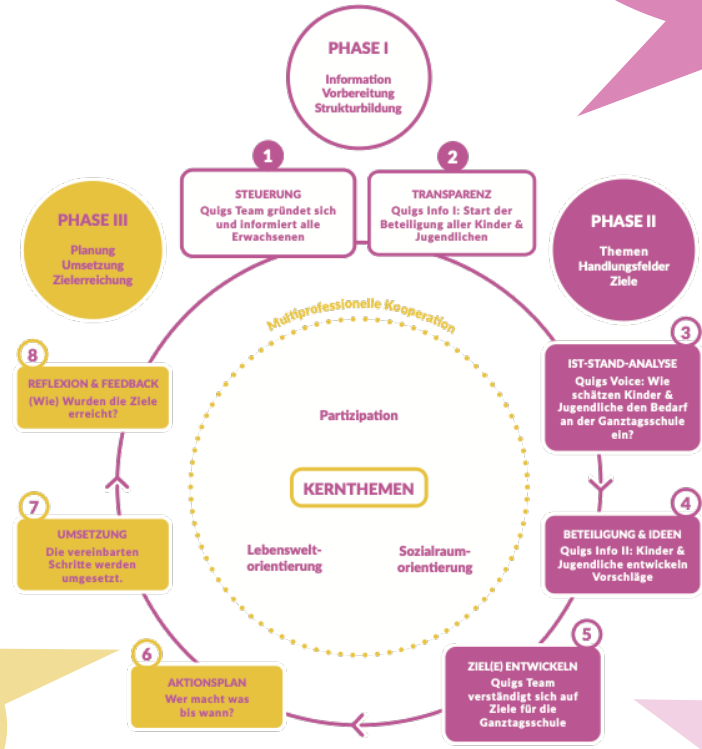 PHASE I
Information
Vorbereitung
Strukturbildung
1
STEUERUNG
Quigs Team gründet sich
und informiert alle
Erwachsenen
2
TRANSPARENZ
Quigs Info I: Start der
Beteiligung aller Kinder &
Jugendlichen
PHASE II
Themen
Handlungsfelder
Ziele
3
IST-STAND-ANALYSE
Quigs Voice: Wie
schätzen Kinder &
Jugendliche den Bedarf
an der Ganztagsschule
ein?
4
BETEILIGUNG & IDEEN
Quigs Info II: Kinder &
Jugendliche entwickeln
Vorschläge
5
ZIEL(E) ENTWICKELN
Quigs Team
verständigt sich auf
Ziele für die
Ganztagsschule
PHASE III
Planung
Umsetzung
Zielerreichung
6
AKTIONSPLAN
Wer macht was
bis wann?
7
UMSETZUNG
Die vereinbarten
Schritte werden
umgesetzt.
8
REFLEXION & FEEDBACK
(Wie) Wurden die Ziele
erreicht?
Multiprofessionelle Kooperation
Partizipation
KERNTHEMEN
Lebenswelt-
orientierung
Sozialraum-
orientierung